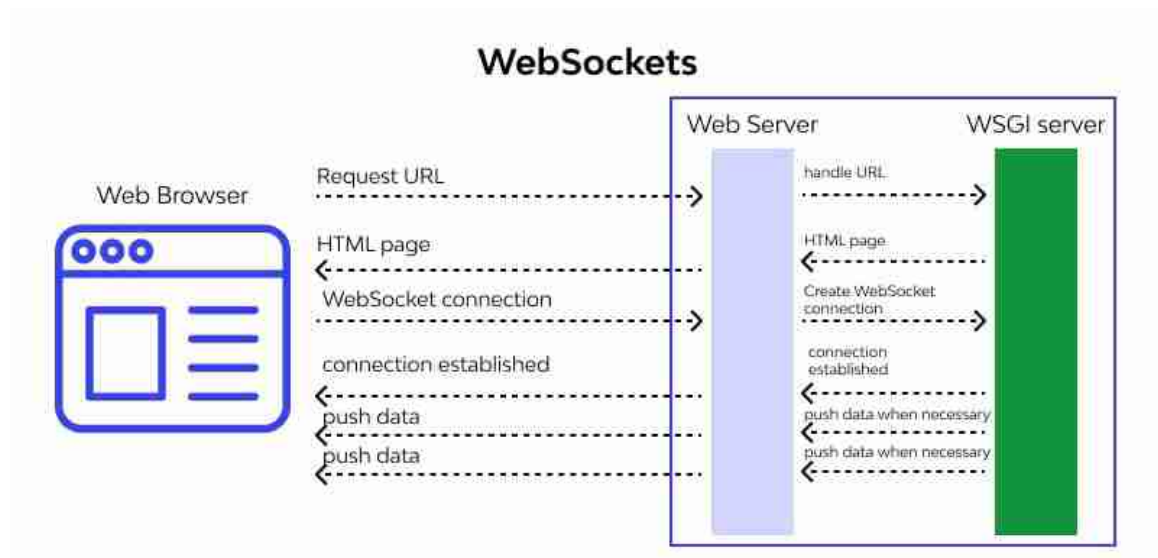 WebSockets
Web Server
WSGI server
Web Browser
Request URL
handle URL
HTML page
HTML page
WebSocket connection
Create WebSocket
connection
connection established
connection
established
push data
push data when necessary
push data
push data when necessary